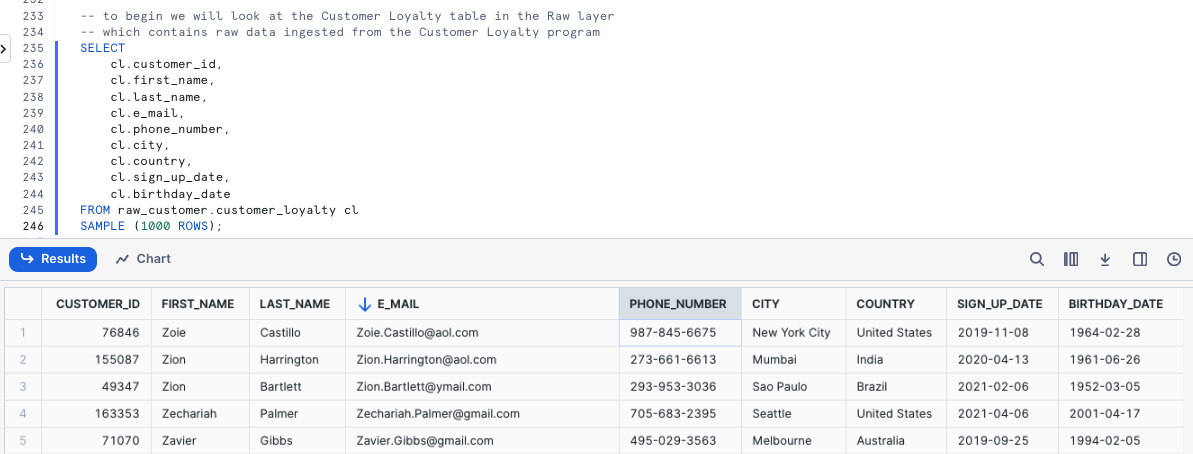 232
233 -- to begin we will look at the Customer Loyalty table in the Raw layer
234 -- which contains raw data ingested from the Customer Loyalty program
235 SELECT
236 cl.customer_id,
237 cl.first_name,
238 cl.last_name,
239 cl.e_mail,
240 cl.phone_number,
241 cl.city,
242 cl.country,
243 cl.sign_up_date,
244 cl.birthday_date
245 FROM raw_customer.customer_loyalty cl
246 SAMPLE (1000 ROWS);
Results Chart
CUSTOMER_ID FIRST_NAME LAST_NAME E_MAIL PHONE_NUMBER CITY COUNTRY SIGN_UP_DATE BIRTHDAY_DATE
1 76846 Zoie Castillo Zoie.Castillo@aol.com 987-845-6675 New York City United States 2019-11-08 1964-02-28
2 155087 Zion Harrington Zion.Harrington@aol.com 273-661-6613 Mumbai India 2020-04-13 1961-06-26
3 49347 Zion Bartlett Zion.Bartlett@ymail.com 293-953-3036 Sao Paulo Brazil 2021-02-06 1952-03-05
4 163353 Zechariah Palmer Zechariah.Palmer@gmail.com 705-683-2395 Seattle United States 2021-04-06 2001-04-17
5 71070 Zavier Gibbs Zavier.Gibbs@gmail.com 495-029-3563 Melbourne Australia 2019-09-25 1994-02-05